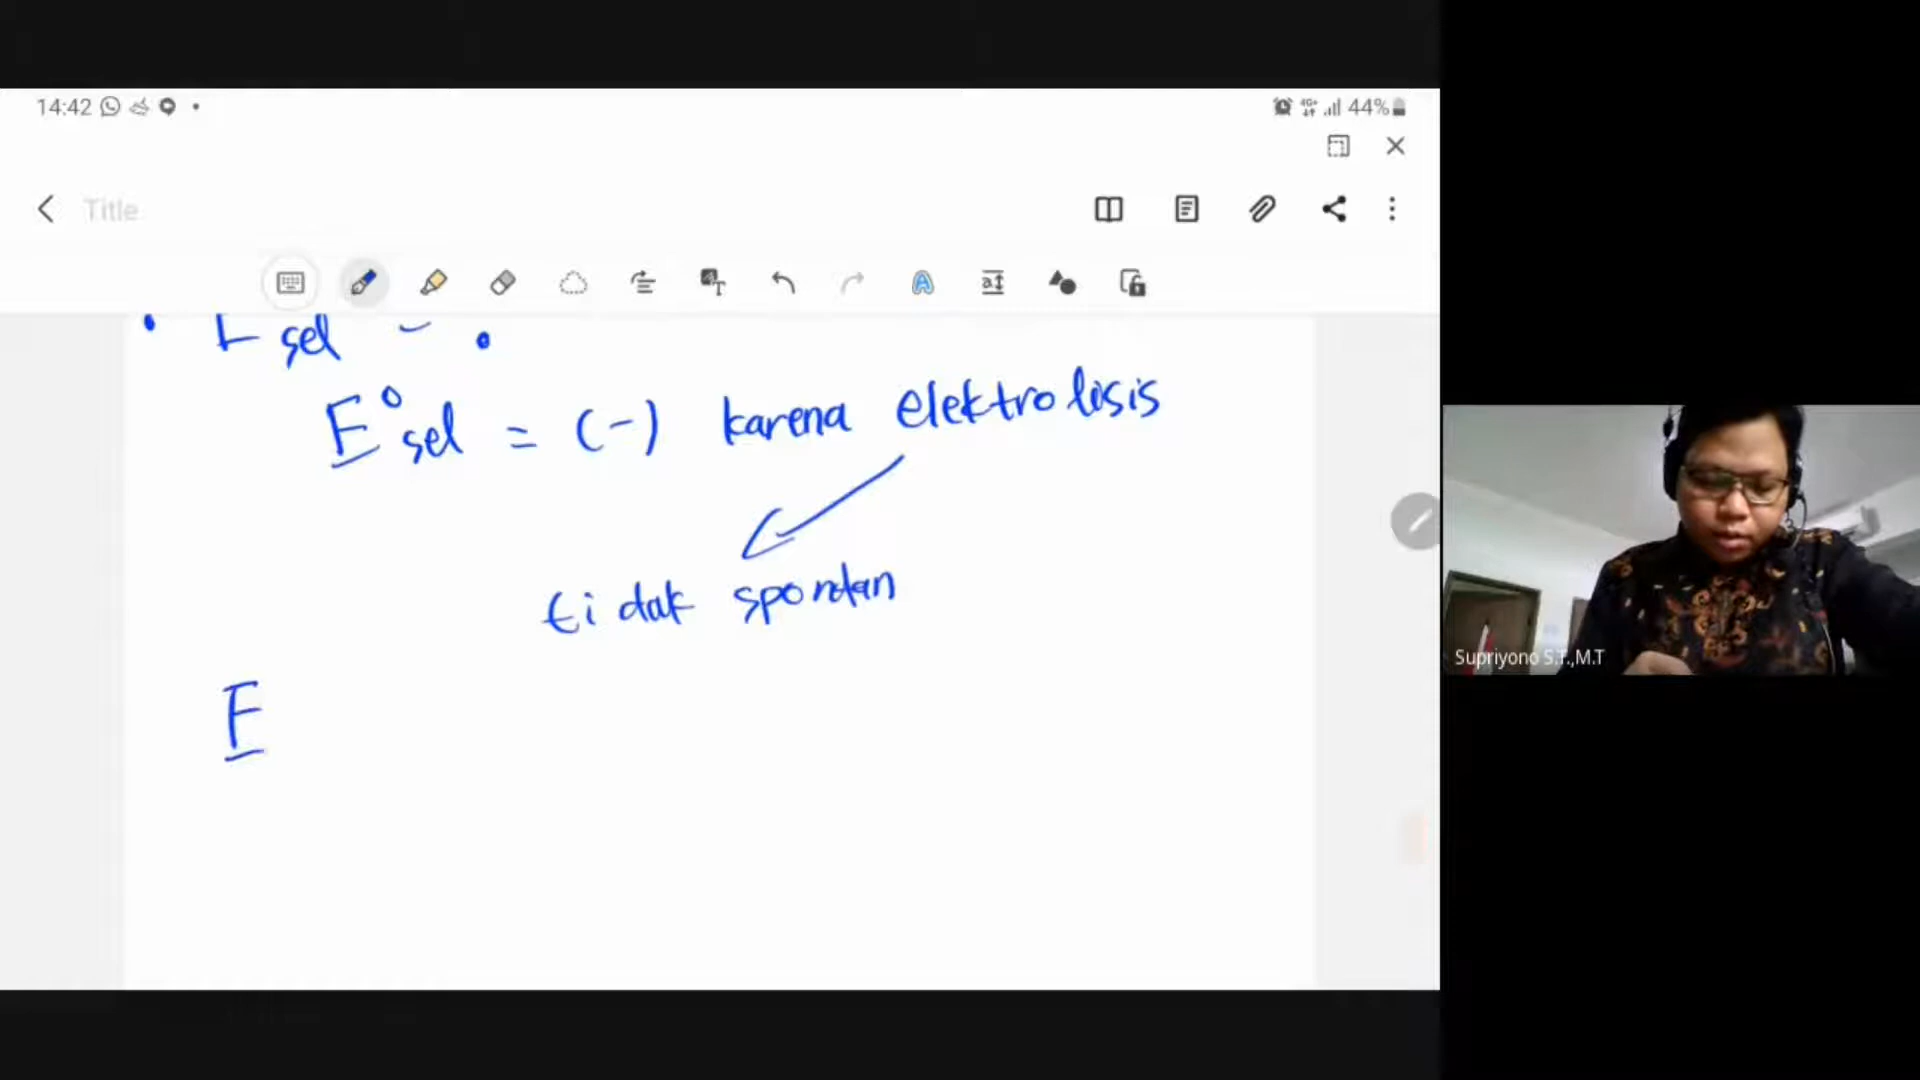 14:42 44%
Title
E sel = .
E° sel = (-) karena elektrolisis
tidak spontan
E
Supriyono S.T.,M.T